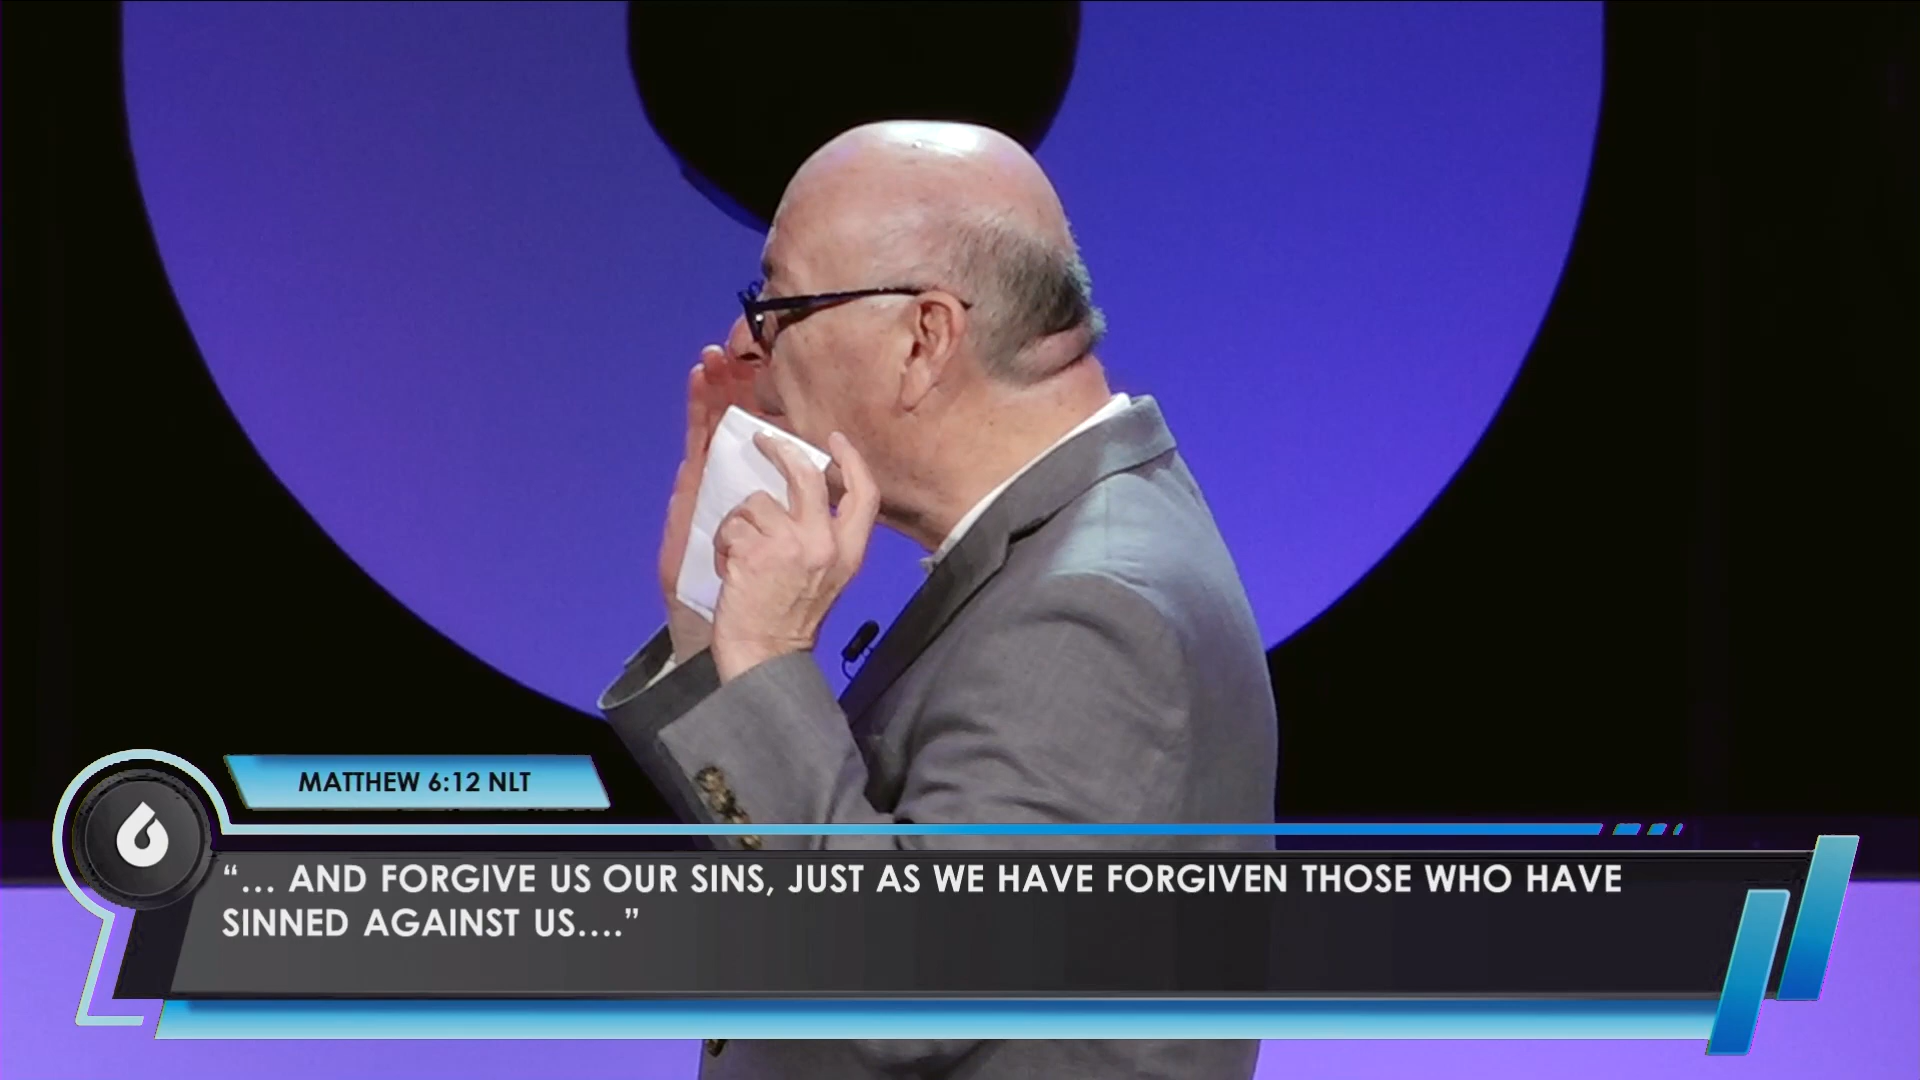 MATTHEW 6:12 NLT
“... AND FORGIVE US OUR SINS, JUST AS WE HAVE FORGIVEN THOSE WHO HAVE
SINNED AGAINST US....”